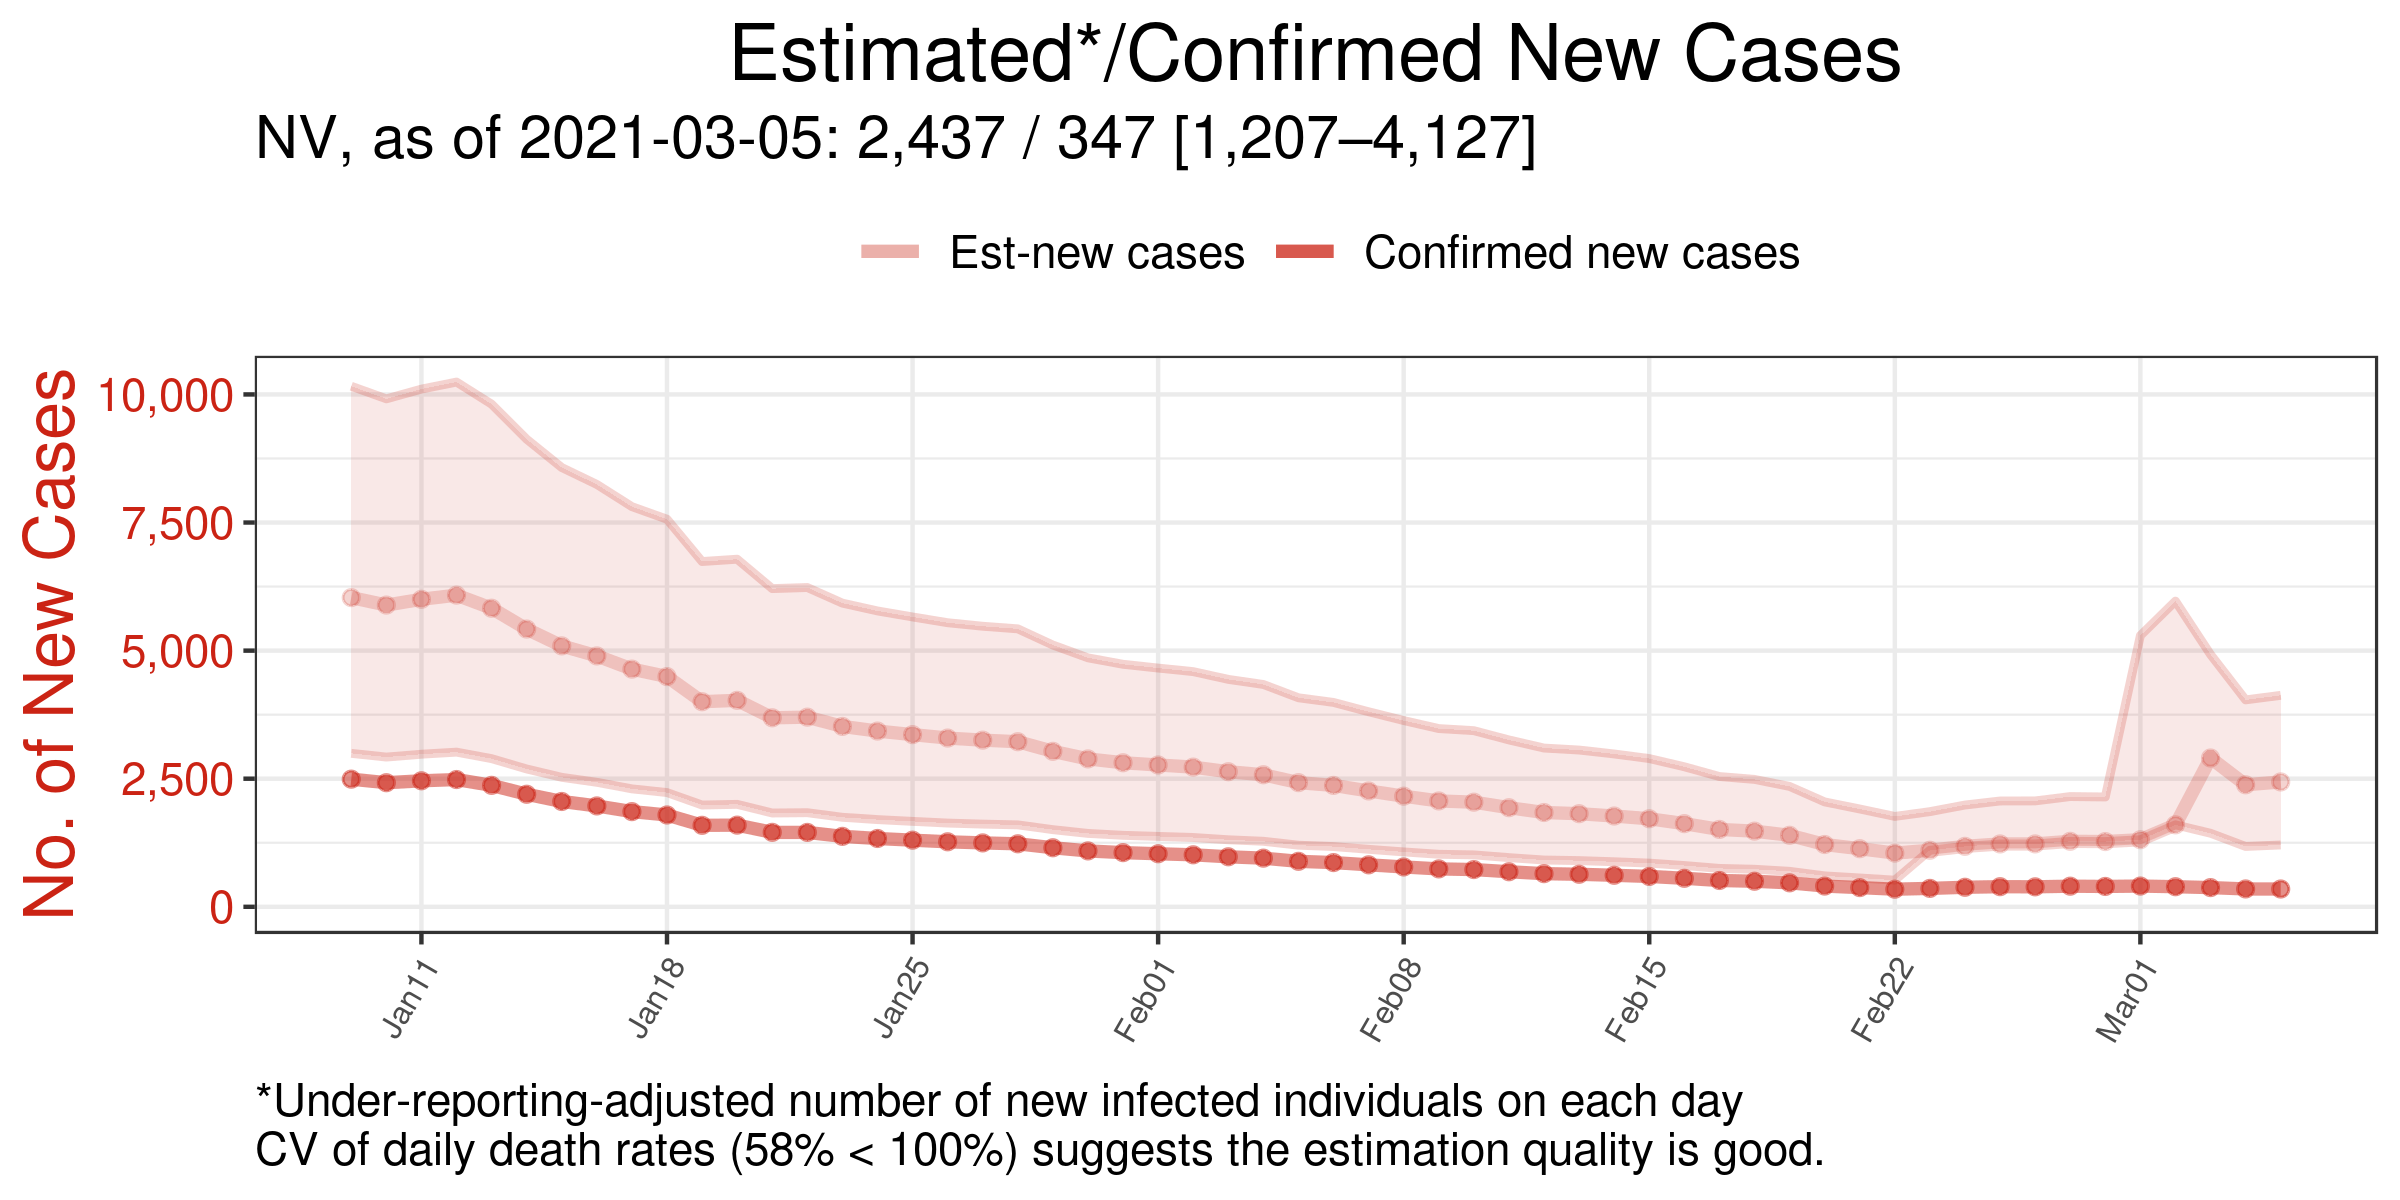 Estimated*/Confirmed New Cases
NV, as of 2021-03-05: 2,437 / 347 [1,207–4,127]
Est-new cases
Confirmed new cases
No. of New Cases
10,000
7,500
5,000
2,500
0
Jan11
Jan18
Jan25
Feb01
Feb08
Feb15
Feb22
Mar01
*Under-reporting-adjusted number of new infected individuals on each day
CV of daily death rates (58% < 100%) suggests the estimation quality is good.